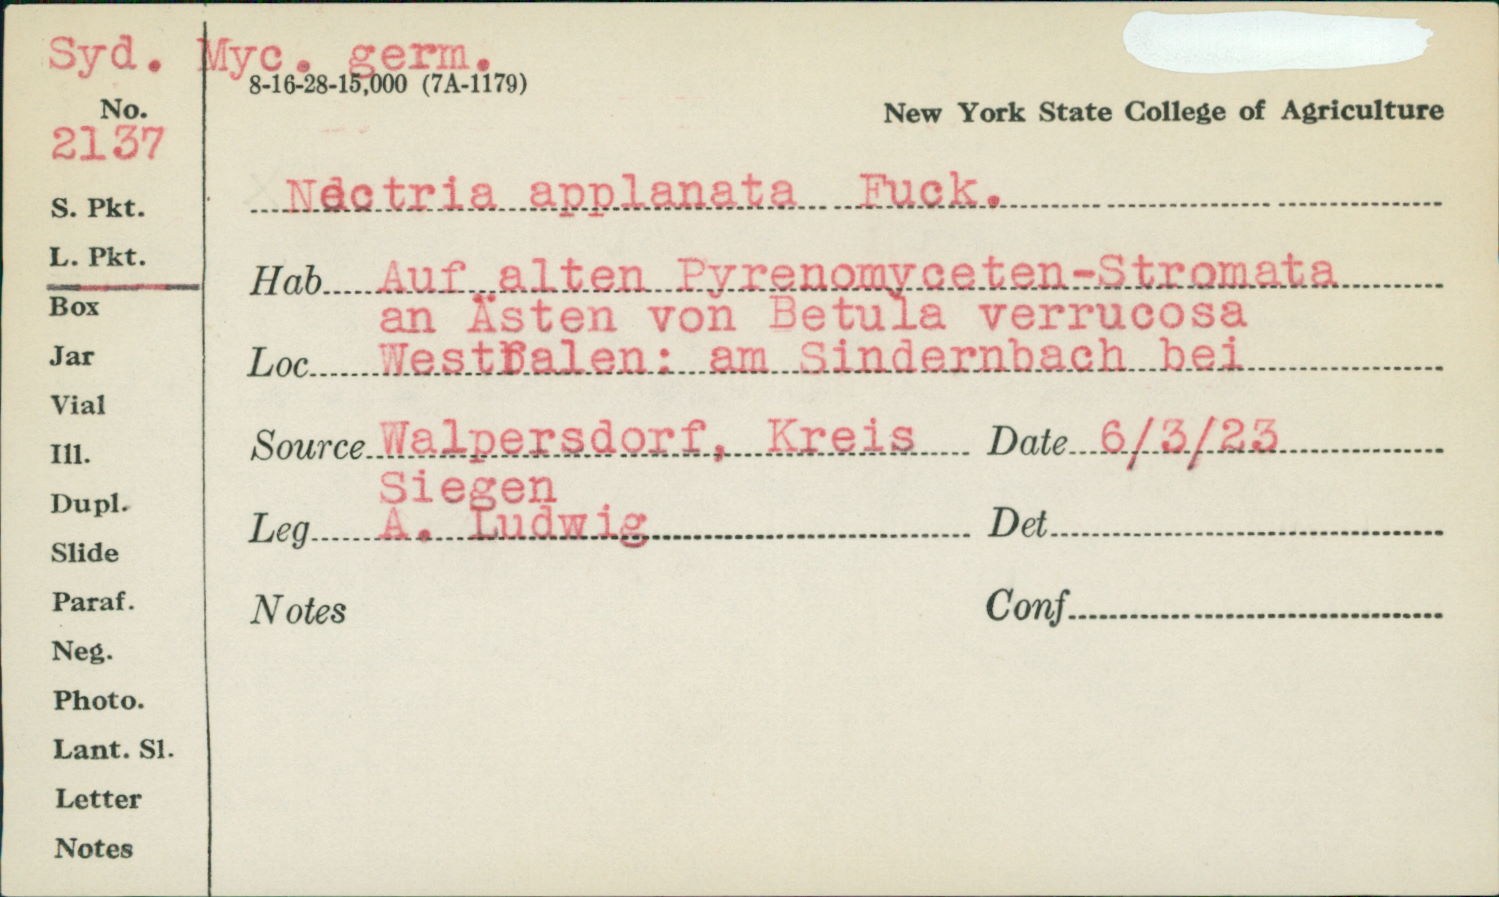 Syd. Myc. germ.
8-16-28-15,000 (7A-1179)
No.
2137
New York State College of Agriculture
S. Pkt.
L. Pkt.
Box
Jar
Vial
Ill.
Dupl.
Slide
Paraf.
Neg.
Photo.
Lant. Sl.
Letter
Notes
Nectria applanata Fuck.
Hab Auf alten Pyrenomyceten-Stromata
an Ästen von Betula verrucosa
Loc Westfalen: am Sindernbach bei
Source Walpersdorf, Kreis Date 6/3/23
Siegen
Leg A. Ludwig Det
Notes Conf